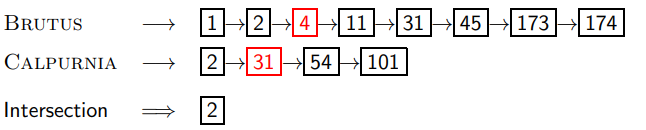 BRUTUS ⟶ 1 → 2 → 4 → 11 → 31 → 45 → 173 → 174
CALPURNIA ⟶ 2 → 31 → 54 → 101
Intersection ⟹ 2